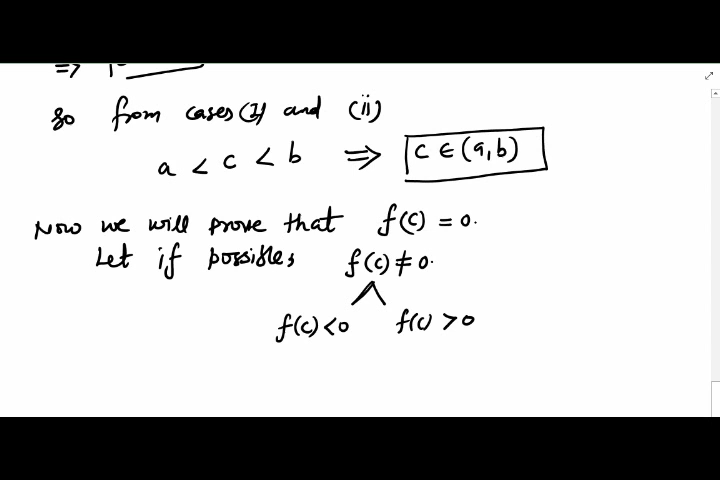 so from cases (I) and (ii)
a < c < b ⇒ c ∈ (a, b)
Now we will prove that f(c) = 0.
Let if possible, f(c) ≠ 0.
f(c) < 0 f(c) > 0